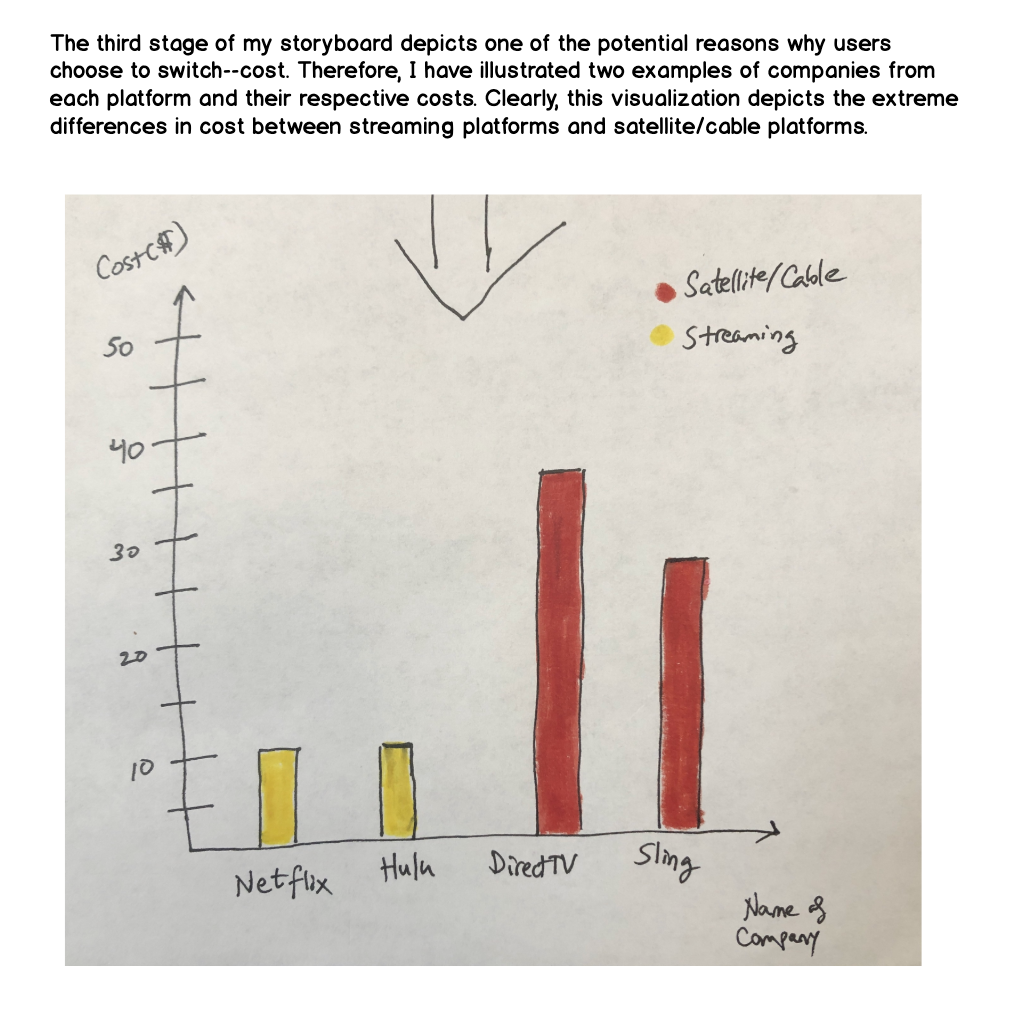 The third stage of my storyboard depicts one of the potential reasons why users
choose to switch--cost. Therefore, I have illustrated two examples of companies from
each platform and their respective costs. Clearly, this visualization depicts the extreme
differences in cost between streaming platforms and satellite/cable platforms.
Cost($)
Satellite/Cable
Streaming
50
40
30
20
10
Netflix
Hulu
DirectTV
Sling
Name of
Company